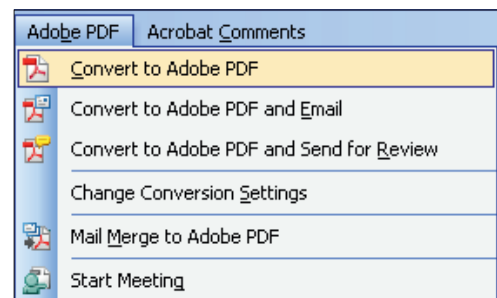 Adobe PDF Acrobat Comments
Convert to Adobe PDF
Convert to Adobe PDF and Email
Convert to Adobe PDF and Send for Review
Change Conversion Settings
Mail Merge to Adobe PDF
Start Meeting